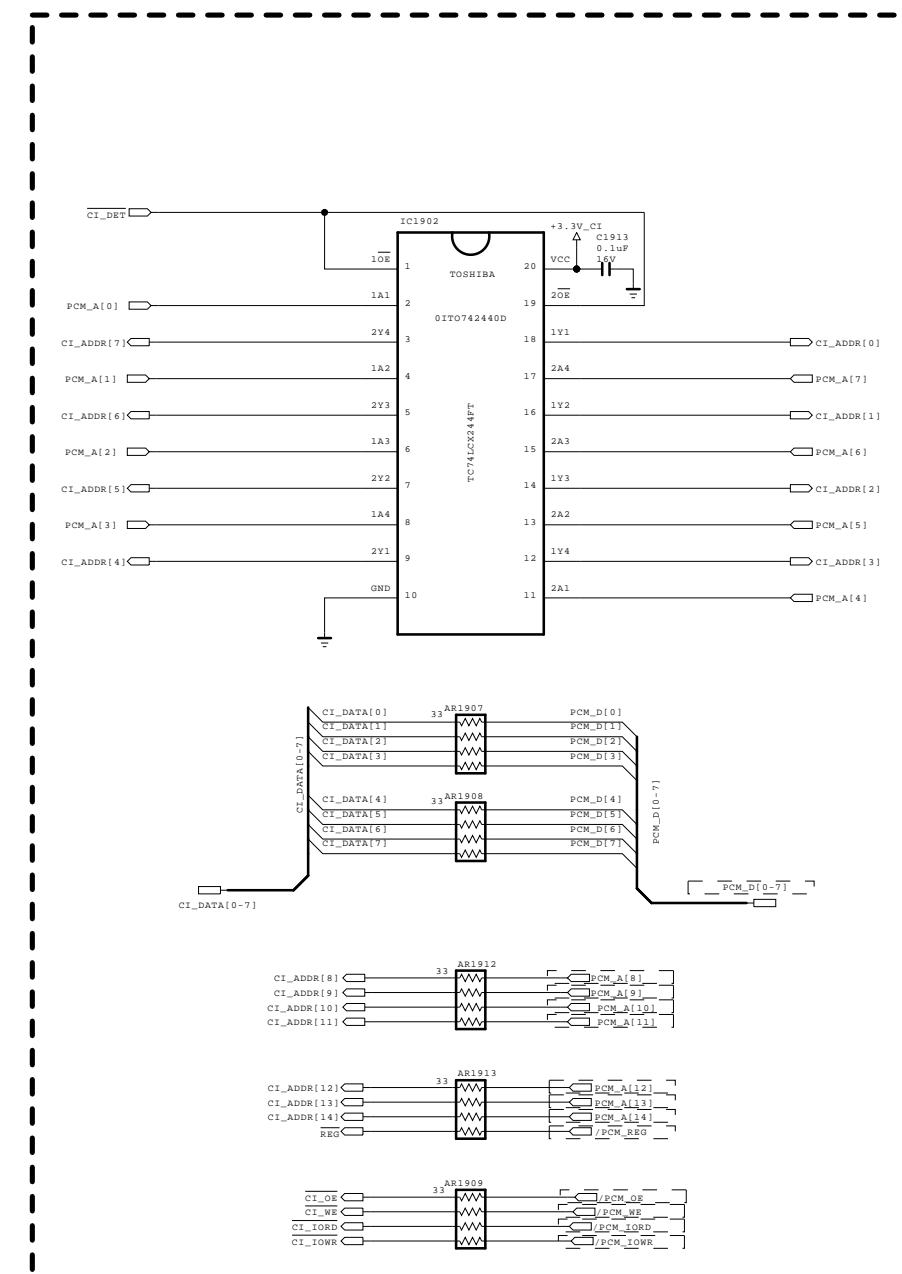 CI_DET
IC1902
+3.3V_CI
C1913
0.1uF
16V
1OE 1
TOSHIBA
20 VCC
PCM_A[0] 1A1 2
0ITO742440D
19 2OE
CI_ADDR[7] 2Y4 3
18 1Y1 CI_ADDR[0]
PCM_A[1] 1A2 4
17 2A4 PCM_A[7]
CI_ADDR[6] 2Y3 5
TC74LCX244FT
16 1Y2 CI_ADDR[1]
PCM_A[2] 1A3 6
15 2A3 PCM_A[6]
CI_ADDR[5] 2Y2 7
14 1Y3 CI_ADDR[2]
PCM_A[3] 1A4 8
13 2A2 PCM_A[5]
CI_ADDR[4] 2Y1 9
12 1Y4 CI_ADDR[3]
GND 10
11 2A1 PCM_A[4]
AR1907
33
CI_DATA[0] PCM_D[0]
CI_DATA[1] PCM_D[1]
CI_DATA[2] PCM_D[2]
CI_DATA[3] PCM_D[3]
CI_DATA[0-7]
PCM_D[0-7]
AR1908
33
CI_DATA[4] PCM_D[4]
CI_DATA[5] PCM_D[5]
CI_DATA[6] PCM_D[6]
CI_DATA[7] PCM_D[7]
PCM_D[0-7]
CI_DATA[0-7]
AR1912
33
CI_ADDR[8] PCM_A[8]
CI_ADDR[9] PCM_A[9]
CI_ADDR[10] PCM_A[10]
CI_ADDR[11] PCM_A[11]
AR1913
33
CI_ADDR[12] PCM_A[12]
CI_ADDR[13] PCM_A[13]
CI_ADDR[14] PCM_A[14]
REG /PCM_REG
AR1909
33
CI_OE /PCM_OE
CI_WE /PCM_WE
CI_IORD /PCM_IORD
CI_IOWR /PCM_IOWR